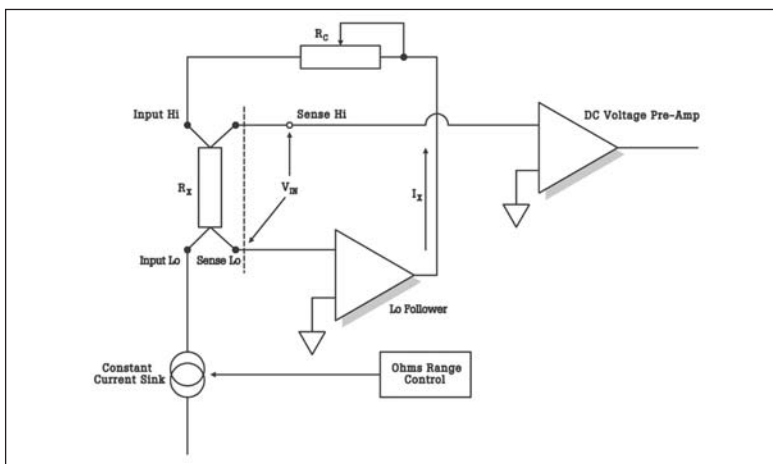 R_C
Input Hi
Sense Hi
DC Voltage Pre-Amp
R_X
V_IN
I_X
Input Lo
Sense Lo
Lo Follower
Constant
Current Sink
Ohms Range
Control